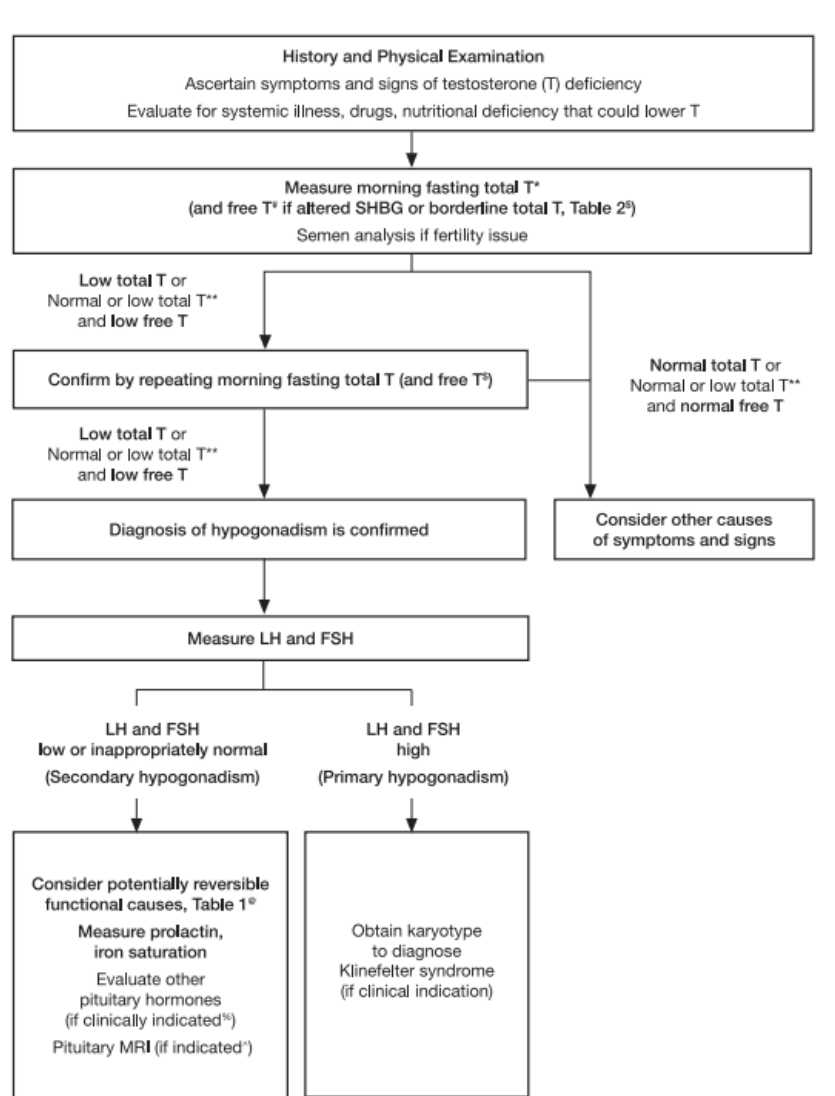 History and Physical Examination
Ascertain symptoms and signs of testosterone (T) deficiency
Evaluate for systemic illness, drugs, nutritional deficiency that could lower T
Measure morning fasting total T*
(and free T¥ if altered SHBG or borderline total T, Table 2$)
Semen analysis if fertility issue
Low total T or
Normal or low total T**
and low free T
Confirm by repeating morning fasting total T (and free T$)
Normal total T or
Normal or low total T**
and normal free T
Low total T or
Normal or low total T**
and low free T
Diagnosis of hypogonadism is confirmed
Consider other causes
of symptoms and signs
Measure LH and FSH
LH and FSH
low or inappropriately normal
(Secondary hypogonadism)
LH and FSH
high
(Primary hypogonadism)
Consider potentially reversible
functional causes, Table 1@
Measure prolactin,
iron saturation
Evaluate other
pituitary hormones
(if clinically indicated%)
Pituitary MRI (if indicated^)
Obtain karyotype
to diagnose
Klinefelter syndrome
(if clinical indication)